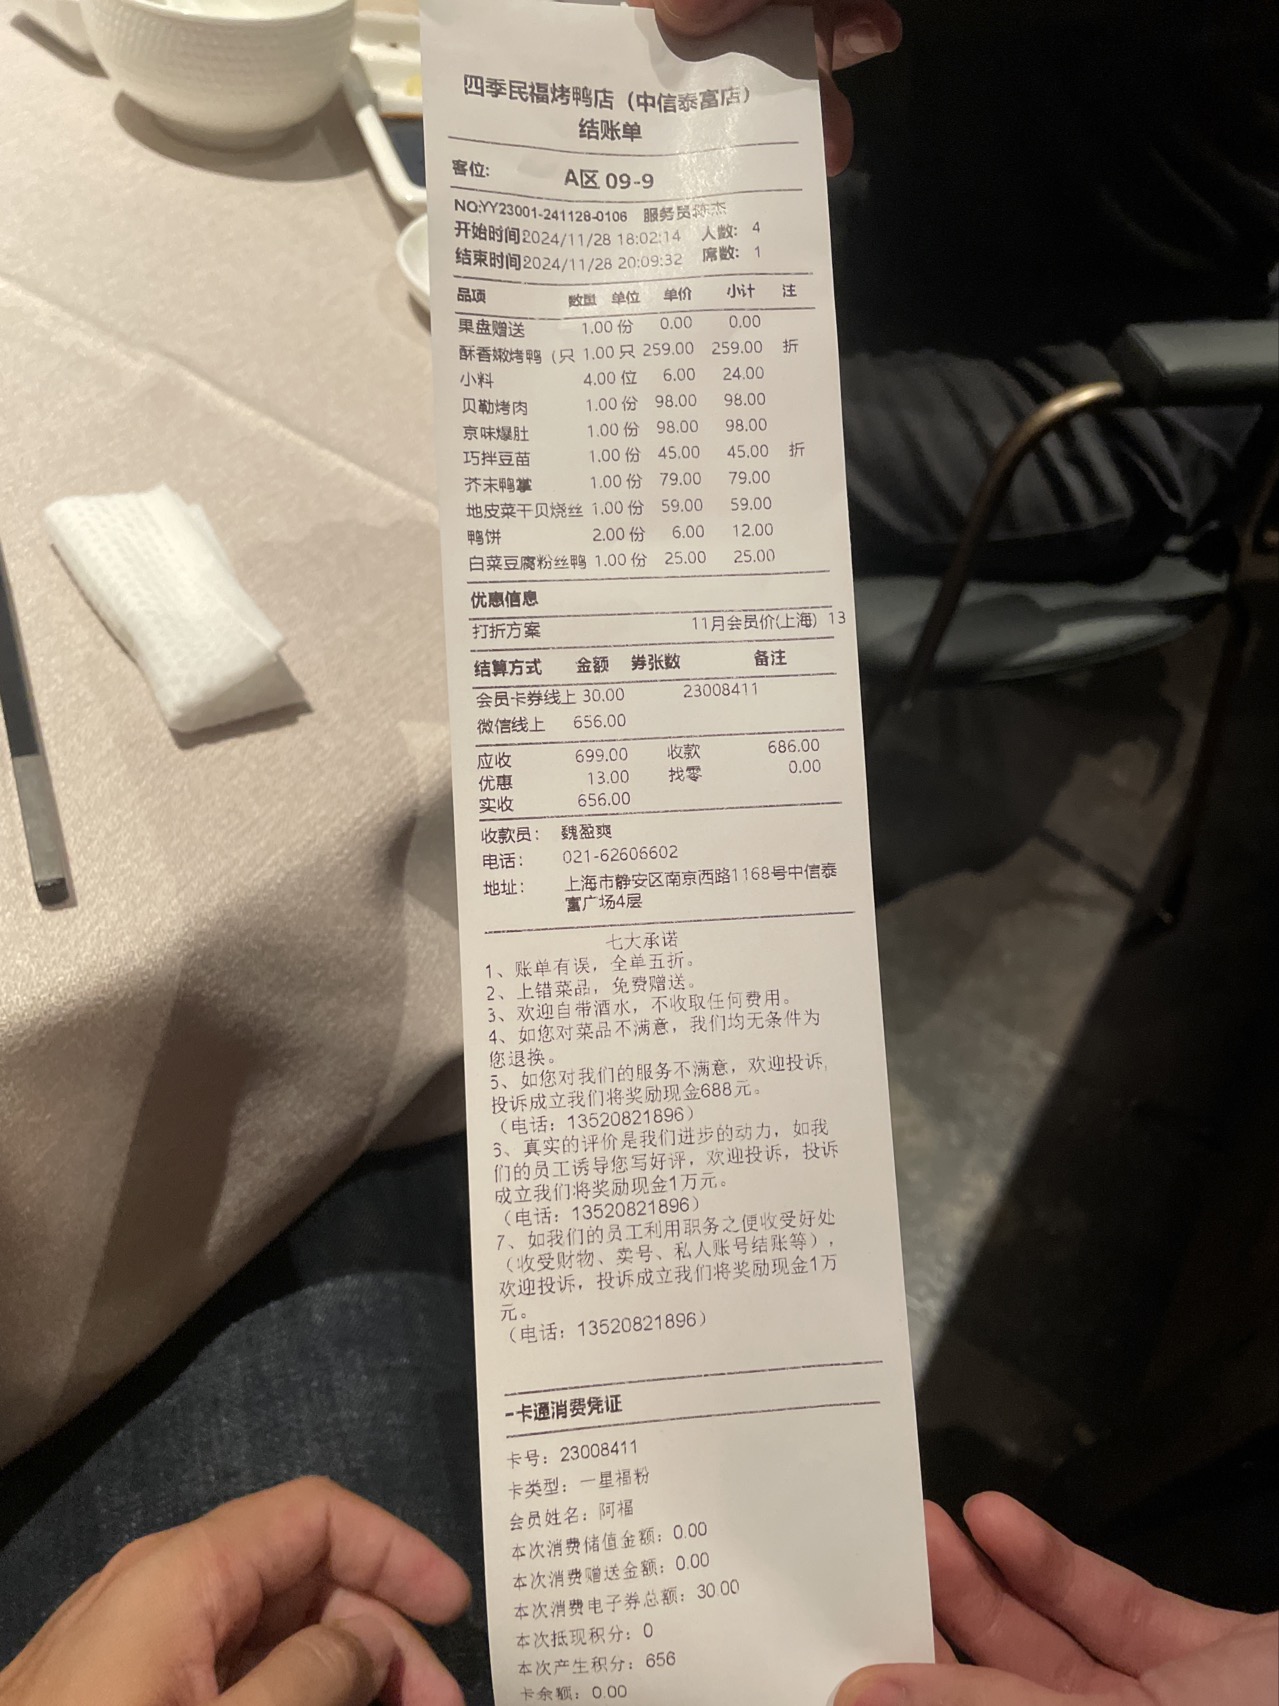 四季民福烤鸭店（中信泰富店）
结账单
客位: A区 09-9
NO:YY23001-241128-0106 服务员:陈杰
开始时间2024/11/28 18:02:14 人数: 4
结束时间2024/11/28 20:09:32 席数: 1
品项 数量 单位 单价 小计 注
果盘赠送 1.00 份 0.00 0.00
酥香嫩烤鸭（只 1.00 只 259.00 259.00 折
小料 4.00 位 6.00 24.00
贝勒烤肉 1.00 份 98.00 98.00
京味爆肚 1.00 份 98.00 98.00
巧拌豆苗 1.00 份 45.00 45.00 折
芥末鸭掌 1.00 份 79.00 79.00
地皮菜干贝烧丝 1.00 份 59.00 59.00
鸭饼 2.00 份 6.00 12.00
白菜豆腐粉丝鸭 1.00 份 25.00 25.00
优惠信息
打折方案 11月会员价(上海) 13
结算方式 金额 券张数 备注
会员卡券线上 30.00 23008411
微信线上 656.00
应收 699.00 收款 686.00
优惠 13.00 找零 0.00
实收 656.00
收款员: 魏盈爽
电话: 021-62606602
地址: 上海市静安区南京西路1168号中信泰
富广场4层
七大承诺
1、账单有误，全单五折。
2、上错菜品，免费赠送。
3、欢迎自带酒水，不收取任何费用。
4、如您对菜品不满意，我们均无条件为
您退换。
5、如您对我们的服务不满意，欢迎投诉,
投诉成立我们将奖励现金688元。
（电话：13520821896）
6、真实的评价是我们进步的动力，如我
们的员工诱导您写好评，欢迎投诉，投诉
成立我们将奖励现金1万元。
（电话：13520821896）
7、如我们的员工利用职务之便收受好处
（收受财物、卖号、私人账号结账等），
欢迎投诉，投诉成立我们将奖励现金1万
元。
（电话：13520821896）
-卡通消费凭证
卡号：23008411
卡类型：一星福粉
会员姓名：阿福
本次消费储值金额：0.00
本次消费赠送金额：0.00
本次消费电子券总额：30.00
本次抵现积分：0
本次产生积分：656
卡余额：0.00